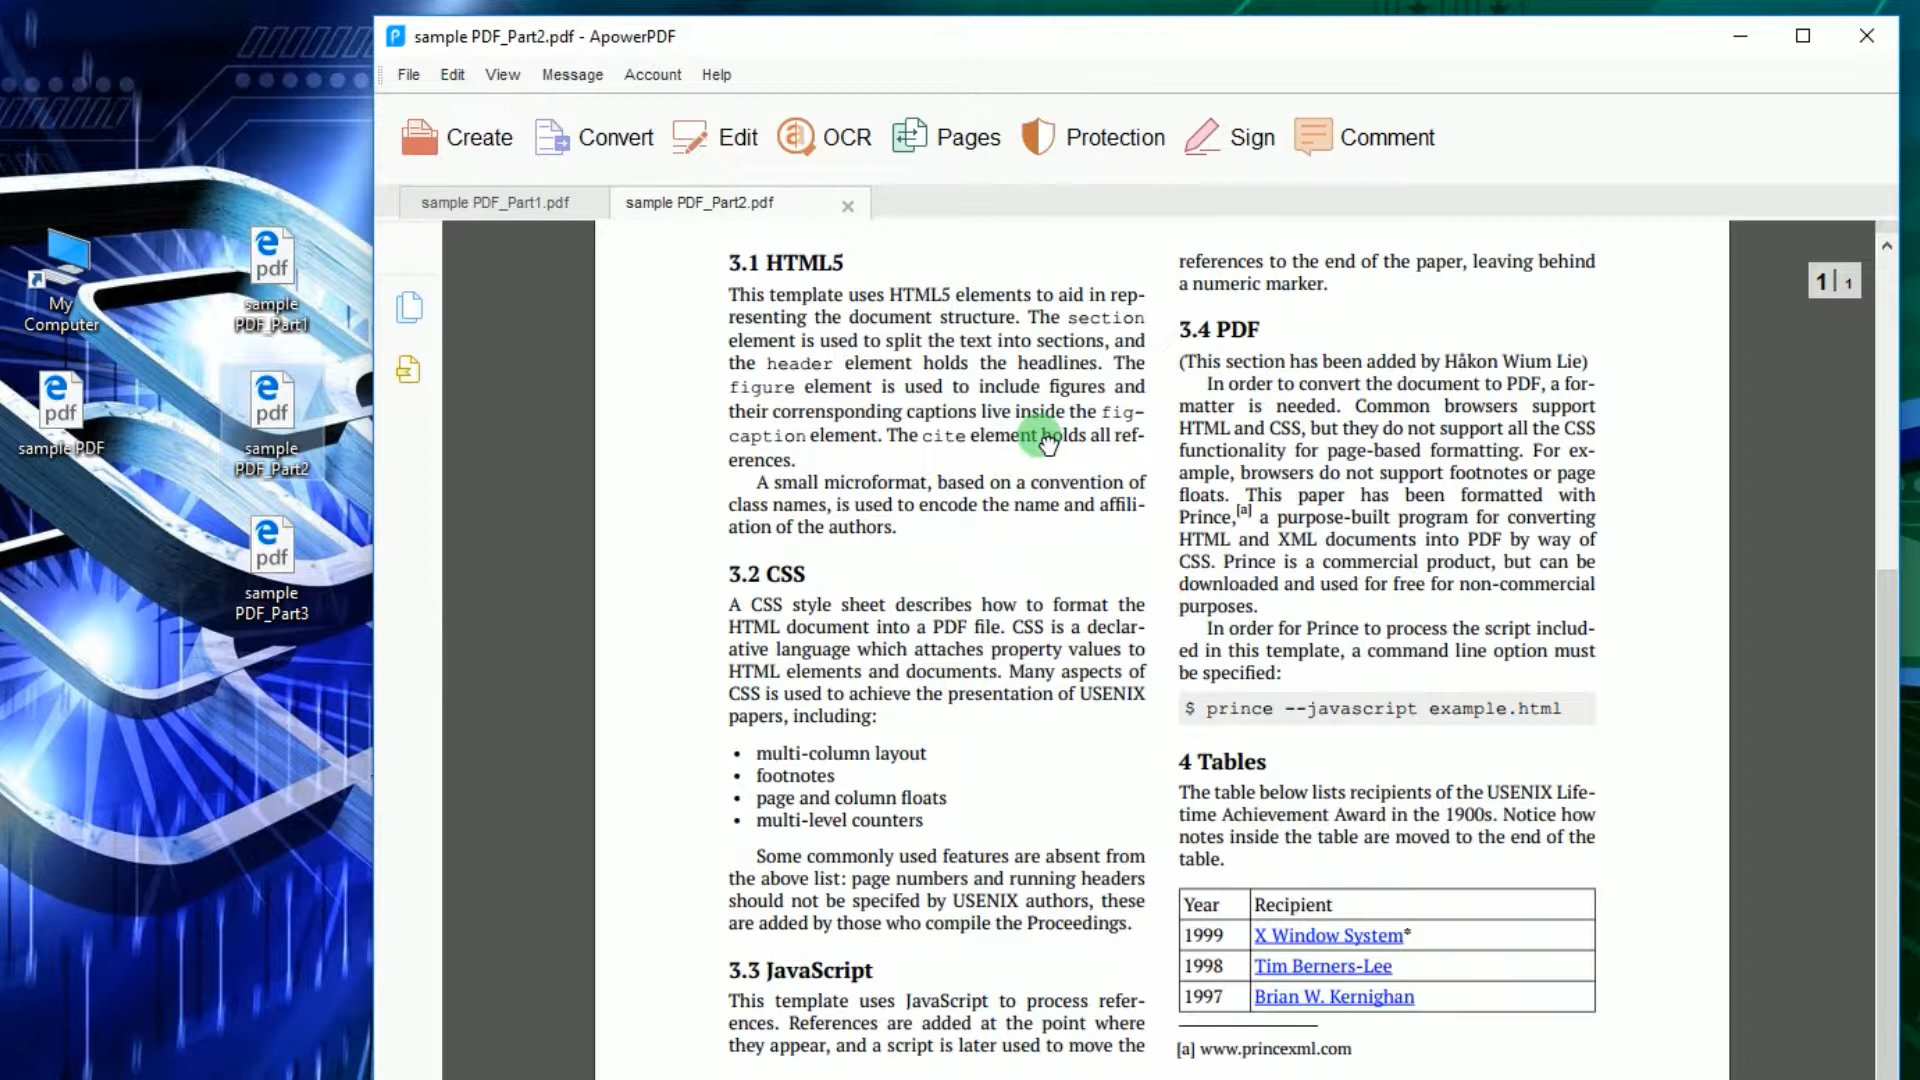 sample PDF_Part2.pdf - ApowerPDF
File Edit View Message Account Help
Create Convert Edit OCR Pages Protection Sign Comment
sample PDF_Part1.pdf
sample PDF_Part2.pdf
My
Computer
pdf
sample
PDF_Part1
pdf
sample PDF
pdf
sample
PDF_Part2
pdf
sample
PDF_Part3
1 | 1
3.1 HTML5
This template uses HTML5 elements to aid in rep-
resenting the document structure. The section
element is used to split the text into sections, and
the header element holds the headlines. The
figure element is used to include figures and
their corrensponding captions live inside the fig-
caption element. The cite element holds all ref-
erences.
A small microformat, based on a convention of
class names, is used to encode the name and affili-
ation of the authors.
3.2 CSS
A CSS style sheet describes how to format the
HTML document into a PDF file. CSS is a declar-
ative language which attaches property values to
HTML elements and documents. Many aspects of
CSS is used to achieve the presentation of USENIX
papers, including:
• multi-column layout
• footnotes
• page and column floats
• multi-level counters
Some commonly used features are absent from
the above list: page numbers and running headers
should not be specifed by USENIX authors, these
are added by those who compile the Proceedings.
3.3 JavaScript
This template uses JavaScript to process refer-
ences. References are added at the point where
they appear, and a script is later used to move the
references to the end of the paper, leaving behind
a numeric marker.
3.4 PDF
(This section has been added by Håkon Wium Lie)
In order to convert the document to PDF, a for-
matter is needed. Common browsers support
HTML and CSS, but they do not support all the CSS
functionality for page-based formatting. For ex-
ample, browsers do not support footnotes or page
floats. This paper has been formatted with
Prince,[a] a purpose-built program for converting
HTML and XML documents into PDF by way of
CSS. Prince is a commercial product, but can be
downloaded and used for free for non-commercial
purposes.
In order for Prince to process the script includ-
ed in this template, a command line option must
be specified:
$ prince --javascript example.html
4 Tables
The table below lists recipients of the USENIX Life-
time Achievement Award in the 1900s. Notice how
notes inside the table are moved to the end of the
table.
Year Recipient
1999 X Window System*
1998 Tim Berners-Lee
1997 Brian W. Kernighan
[a] www.princexml.com